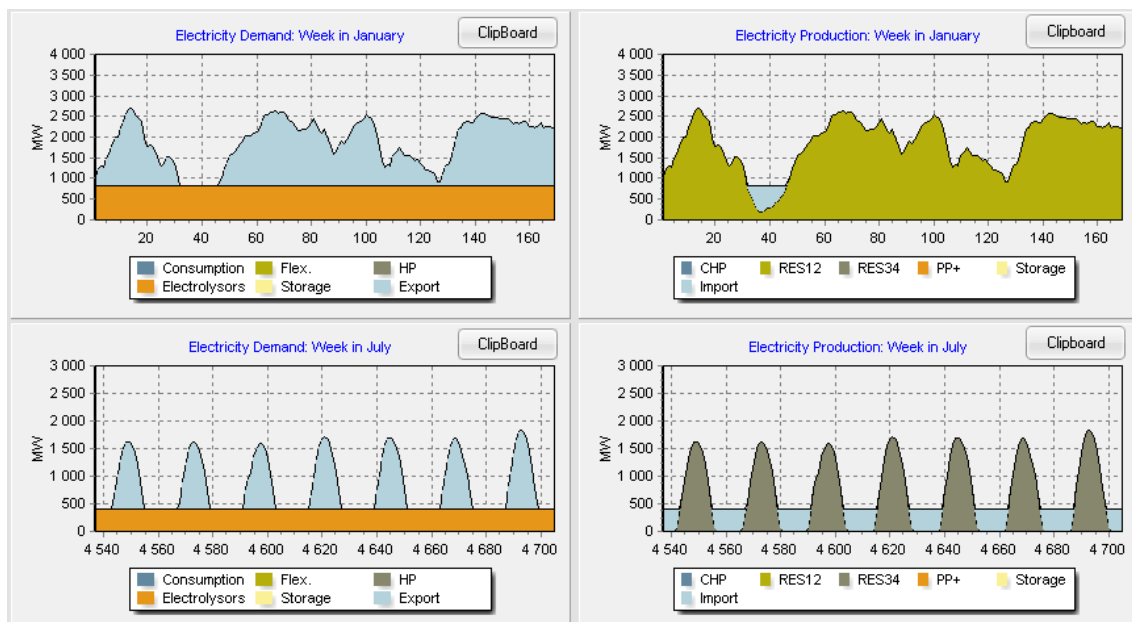 Electricity Demand: Week in January
ClipBoard
4 000
3 500
3 000
2 500
2 000
1 500
1 000
500
0
MW
20 40 60 80 100 120 140 160
Consumption Flex. HP
Electrolysors Storage Export
Electricity Production: Week in January
Clipboard
4 000
3 500
3 000
2 500
2 000
1 500
1 000
500
0
MW
20 40 60 80 100 120 140 160
CHP RES12 RES34 PP+ Storage
Import
Electricity Demand: Week in July
ClipBoard
3 000
2 500
2 000
1 500
1 000
500
0
MW
4 540 4 560 4 580 4 600 4 620 4 640 4 660 4 680 4 700
Consumption Flex. HP
Electrolysors Storage Export
Electricity Production: Week in July
Clipboard
3 000
2 500
2 000
1 500
1 000
500
0
MW
4 540 4 560 4 580 4 600 4 620 4 640 4 660 4 680 4 700
CHP RES12 RES34 PP+ Storage
Import